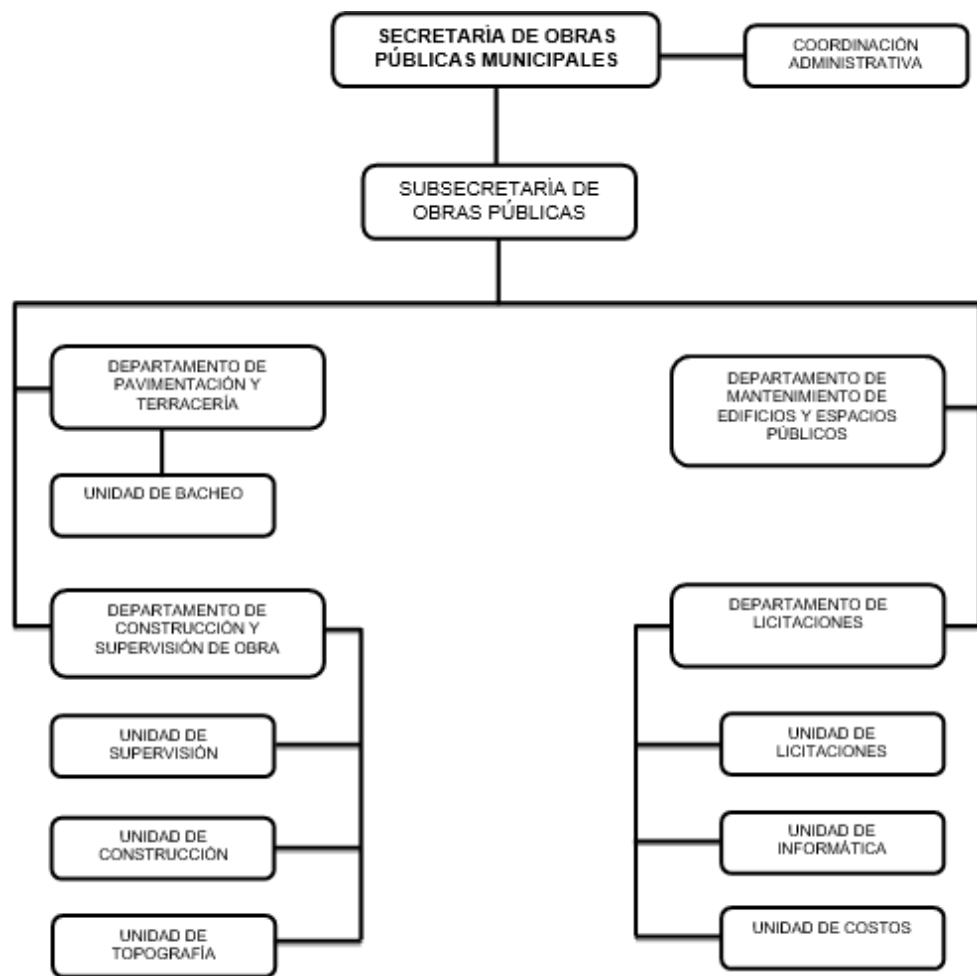 SECRETARÌA DE OBRAS
PÚBLICAS MUNICIPALES
COORDINACIÓN
ADMINISTRATIVA
SUBSECRETARÌA DE
OBRAS PÚBLICAS
DEPARTAMENTO DE
PAVIMENTACIÓN Y
TERRACERÍA
DEPARTAMENTO DE
MANTENIMIENTO DE
EDIFICIOS Y ESPACIOS
PÚBLICOS
UNIDAD DE BACHEO
DEPARTAMENTO DE
CONSTRUCCIÓN Y
SUPERVISIÓN DE OBRA
DEPARTAMENTO DE
LICITACIONES
UNIDAD DE
SUPERVISIÓN
UNIDAD DE
LICITACIONES
UNIDAD DE
CONSTRUCCIÓN
UNIDAD DE
INFORMÁTICA
UNIDAD DE
TOPOGRAFÍA
UNIDAD DE COSTOS